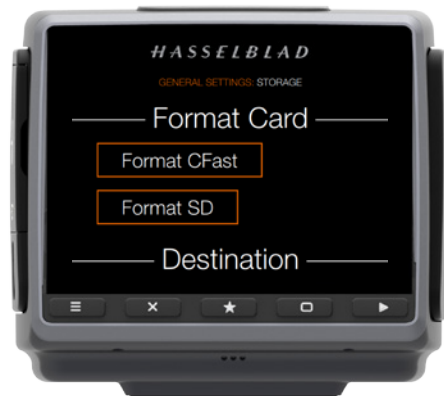 HASSELBLAD
GENERAL SETTINGS: STORAGE
Format Card
Format CFast
Format SD
Destination